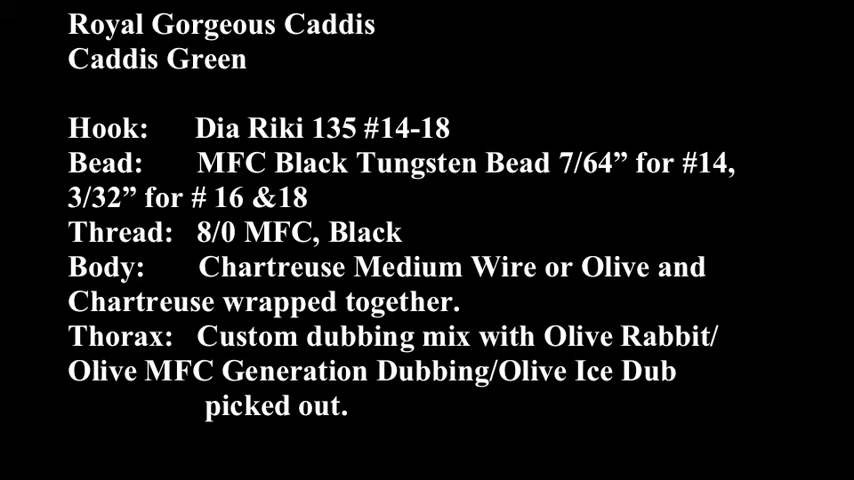 Royal Gorgeous Caddis
Caddis Green
Hook: Dia Riki 135 #14-18
Bead: MFC Black Tungsten Bead 7/64” for #14,
3/32” for # 16 &18
Thread: 8/0 MFC, Black
Body: Chartreuse Medium Wire or Olive and
Chartreuse wrapped together.
Thorax: Custom dubbing mix with Olive Rabbit/
Olive MFC Generation Dubbing/Olive Ice Dub
picked out.